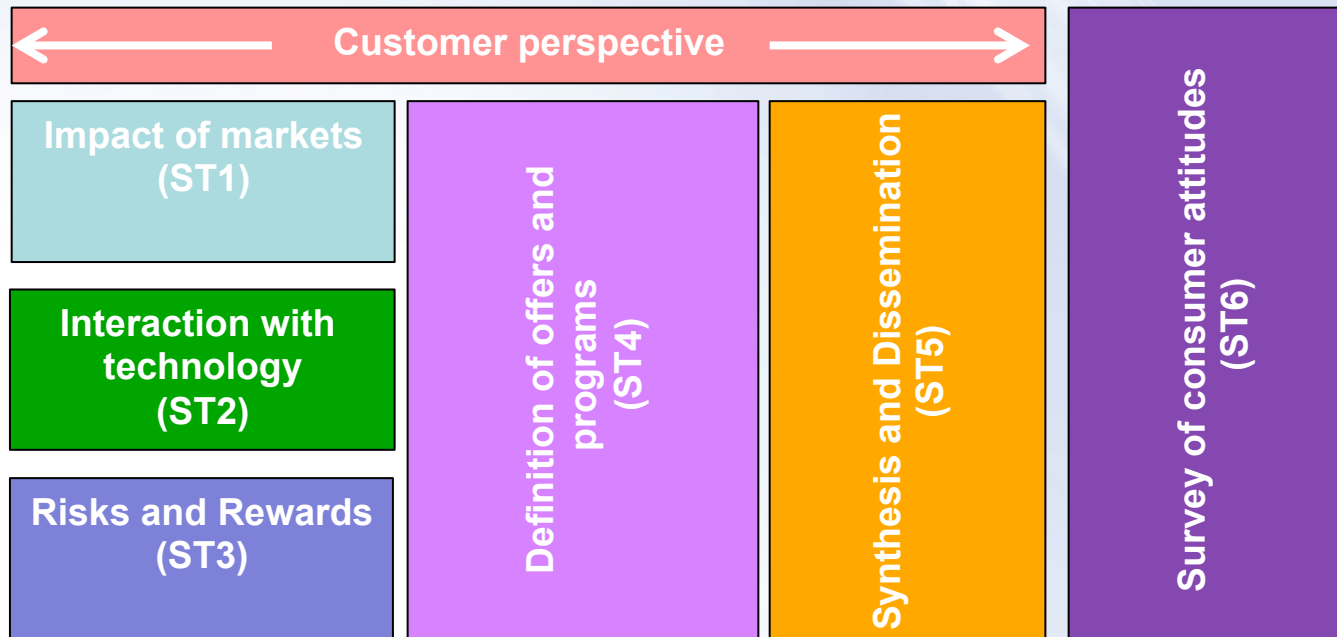 Customer perspective
Impact of markets
(ST1)
Interaction with
technology
(ST2)
Risks and Rewards
(ST3)
Definition of offers and
programs
(ST4)
Synthesis and Dissemination
(ST5)
Survey of consumer attitudes
(ST6)